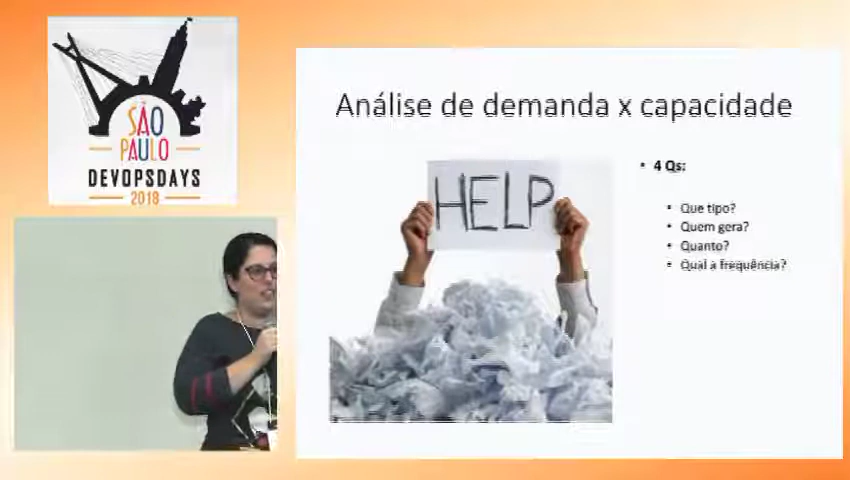 SÃO
PAULO
DEVOPSDAYS
2018
Análise de demanda x capacidade
HELP
• 4 Qs:
• Que tipo?
• Quem gera?
• Quanto?
• Qual a frequência?